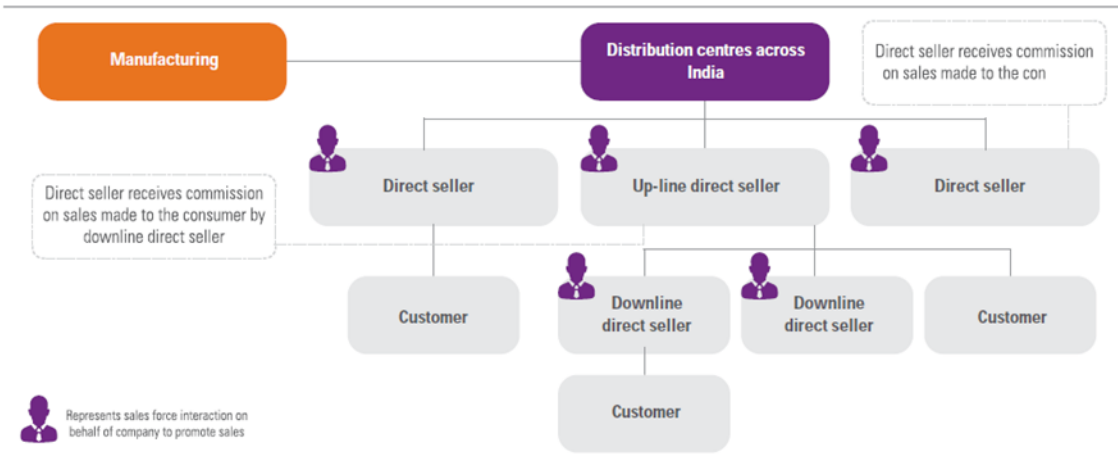 Manufacturing
Distribution centres across
India
Direct seller receives commission
on sales made to the con
Direct seller
Up-line direct seller
Direct seller
Direct seller receives commission
on sales made to the consumer by
downline direct seller
Customer
Downline
direct seller
Downline
direct seller
Customer
Customer
Represents sales force interaction on
behalf of company to promote sales